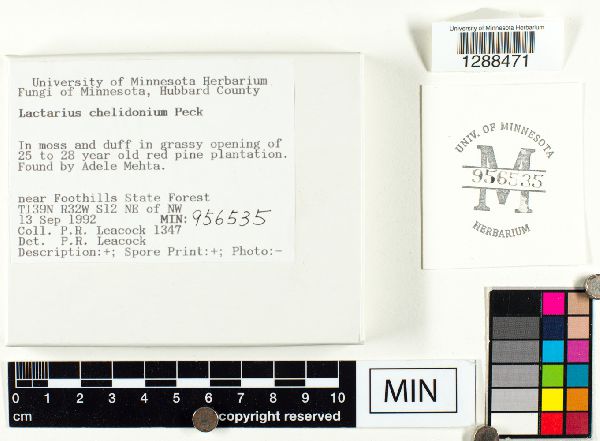 University of Minnesota Herbarium
1288471
University of Minnesota Herbarium
Fungi of Minnesota, Hubbard County
Lactarius chelidonium Peck
In moss and duff in grassy opening of
25 to 28 year old red pine plantation.
Found by Adele Mehta.
near Foothills State Forest
T139N R32W S12 NE of NW
13 Sep 1992 MIN: 956535
Coll. P.R. Leacock 1347
Det. P.R. Leacock
Description:+; Spore Print:+; Photo:-
UNIV. OF MINNESOTA
M
956535
HERBARIUM
0 1 2 3 4 5 6 7 8 9 10
cm
copyright reserved
MIN